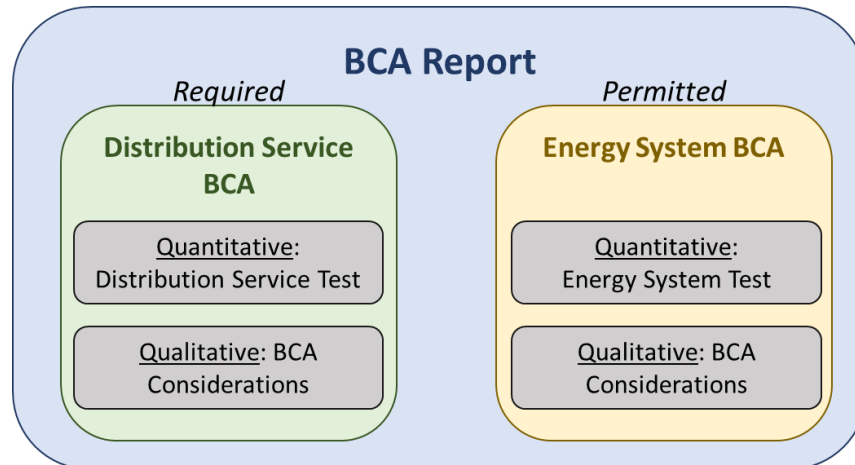 BCA Report
Required
Permitted
Distribution Service
BCA
Quantitative:
Distribution Service Test
Qualitative: BCA
Considerations
Energy System BCA
Quantitative:
Energy System Test
Qualitative: BCA
Considerations